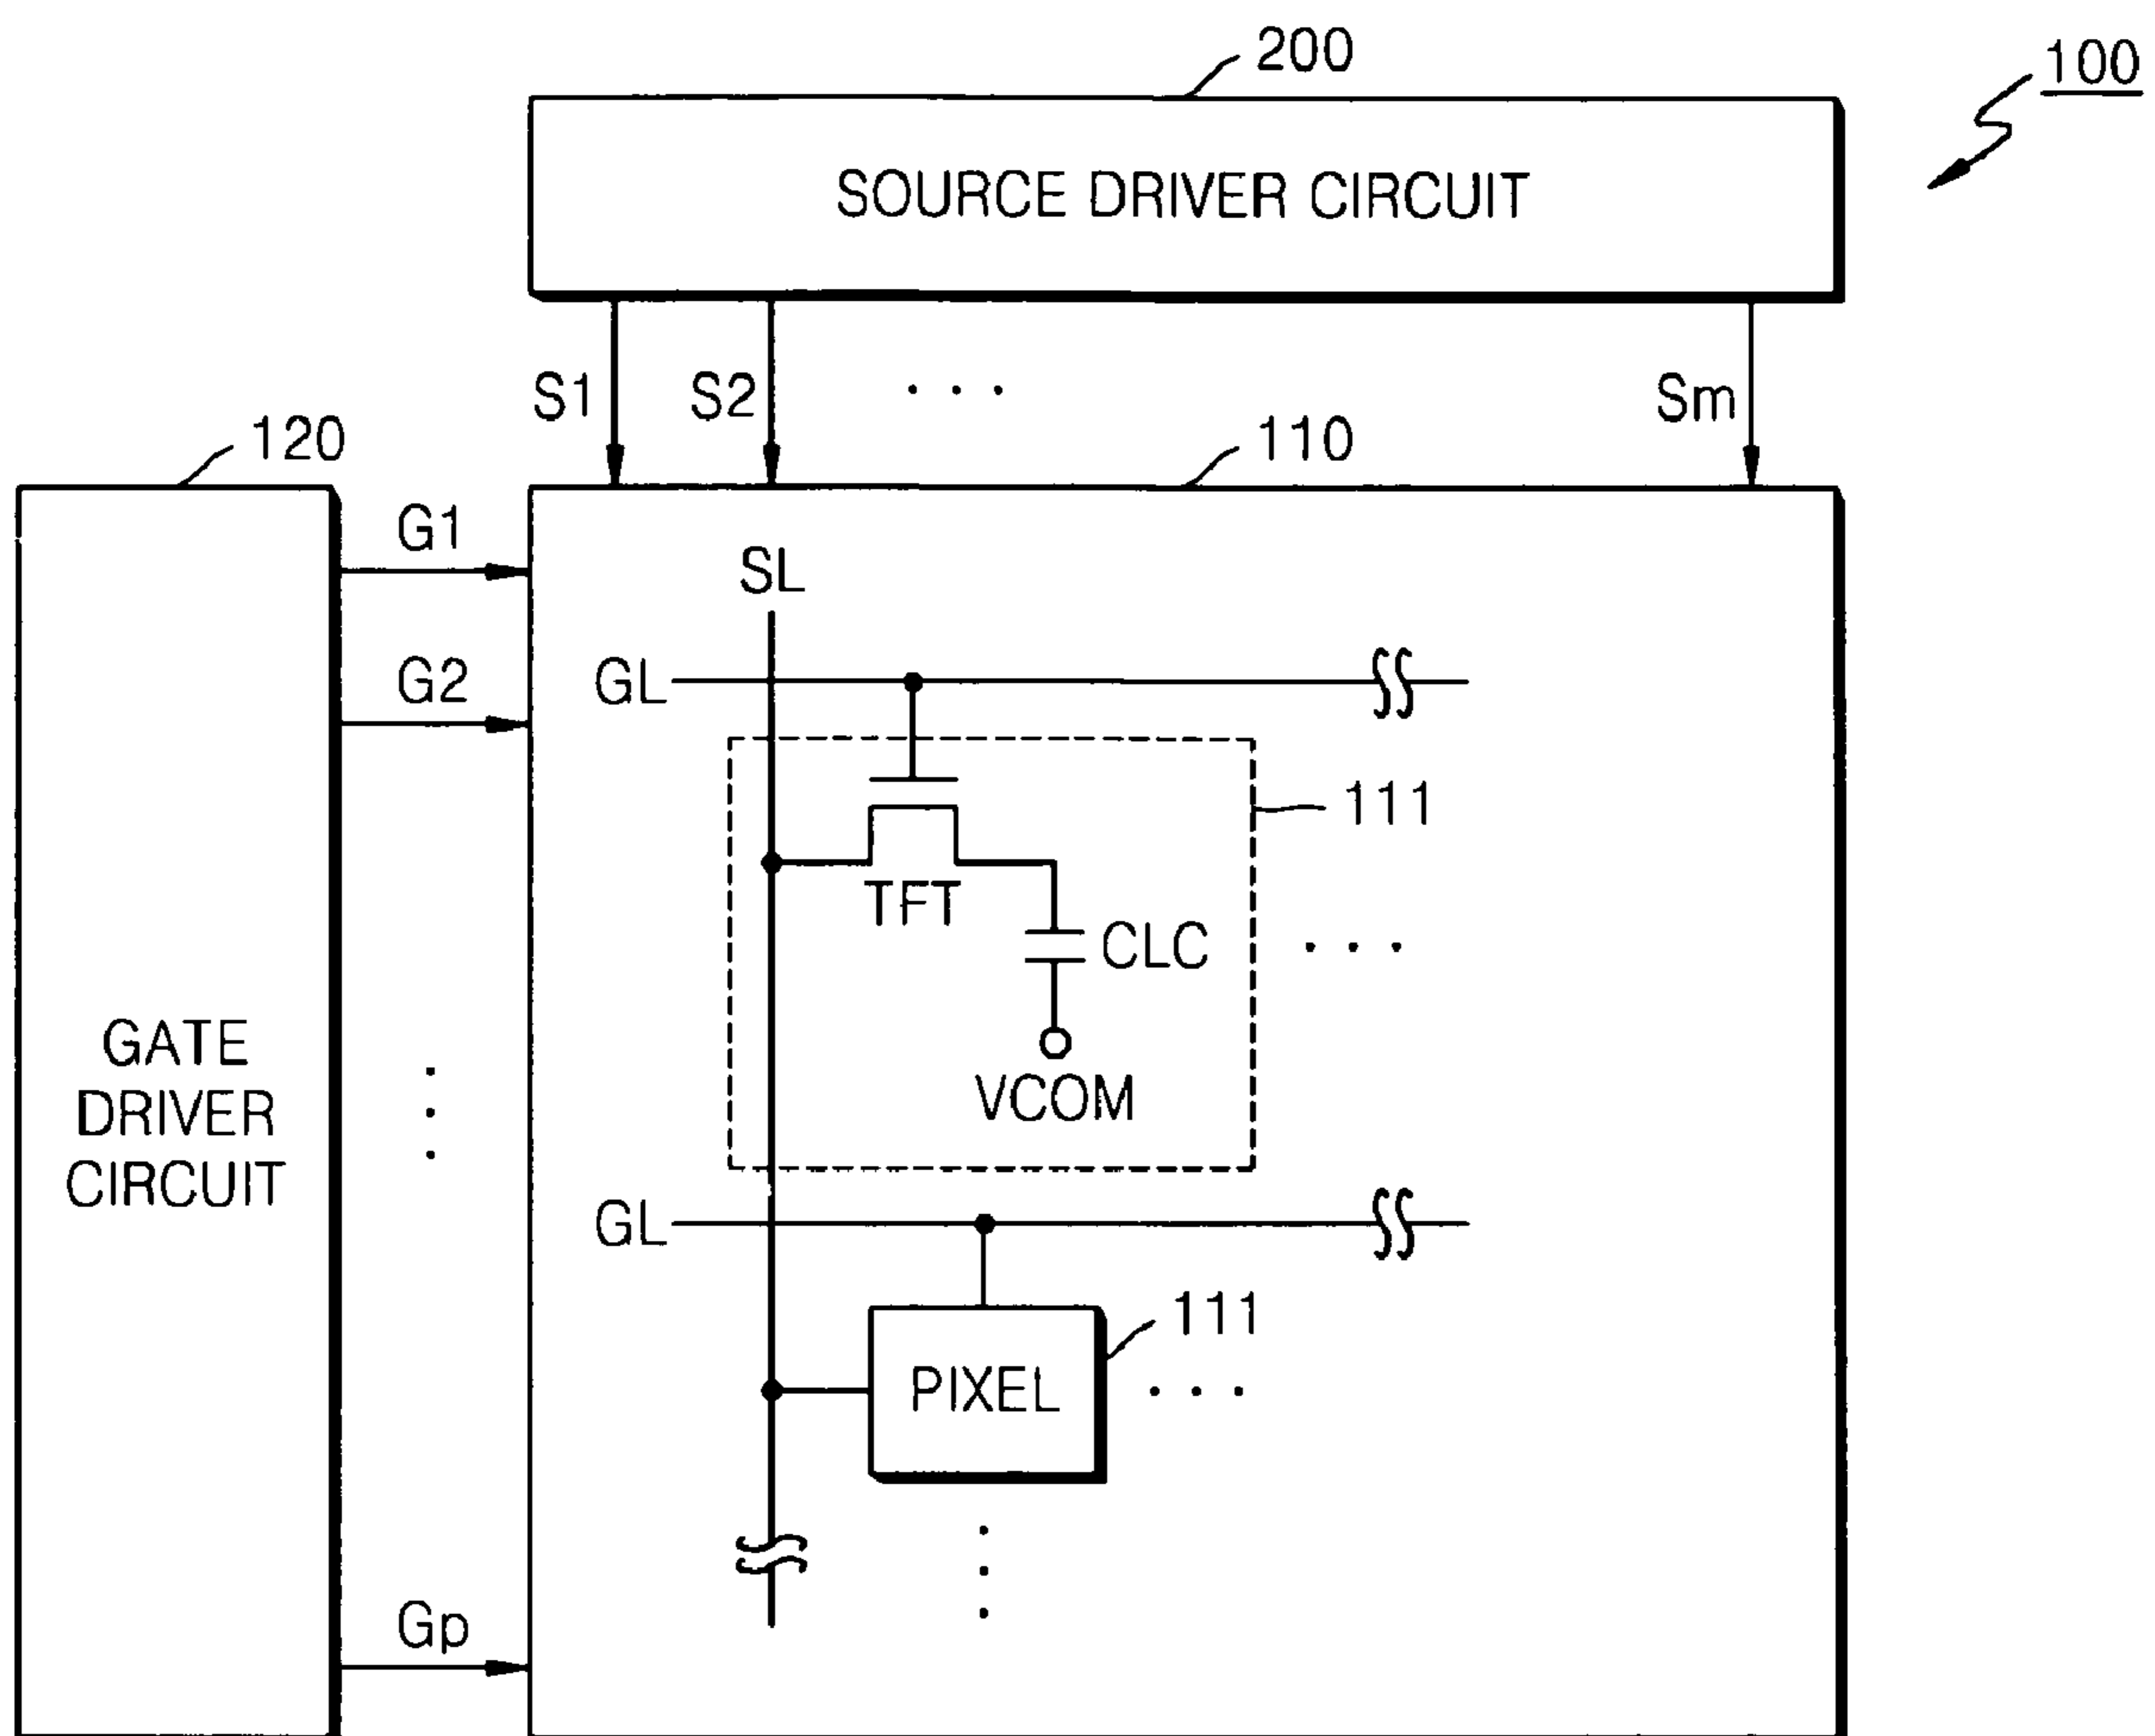 200
100
SOURCE DRIVER CIRCUIT
S1 S2 . . . Sm
120
110
G1
SL
G2
GL
111
TFT
CLC
. . .
GATE
DRIVER
CIRCUIT
VCOM
GL
111
PIXEL
. . .
Gp